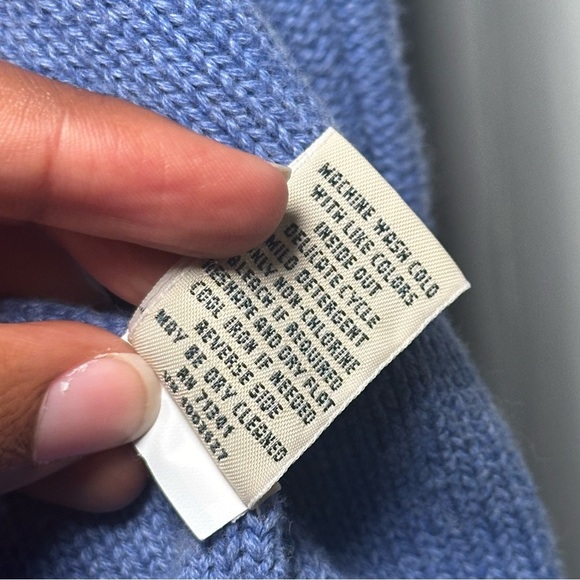 MACHINE WASH COLD
WITH LIKE COLORS
INSIDE OUT
DELICATE CYCLE
MILD DETERGENT
ONLY NON-CHLORINE
BLEACH IF REQUIRED
RESHAPE AND DRY FLAT
COOL IRON IF NEEDED
REVERSE SIDE
MAY BE DRY CLEANED
RN 71341